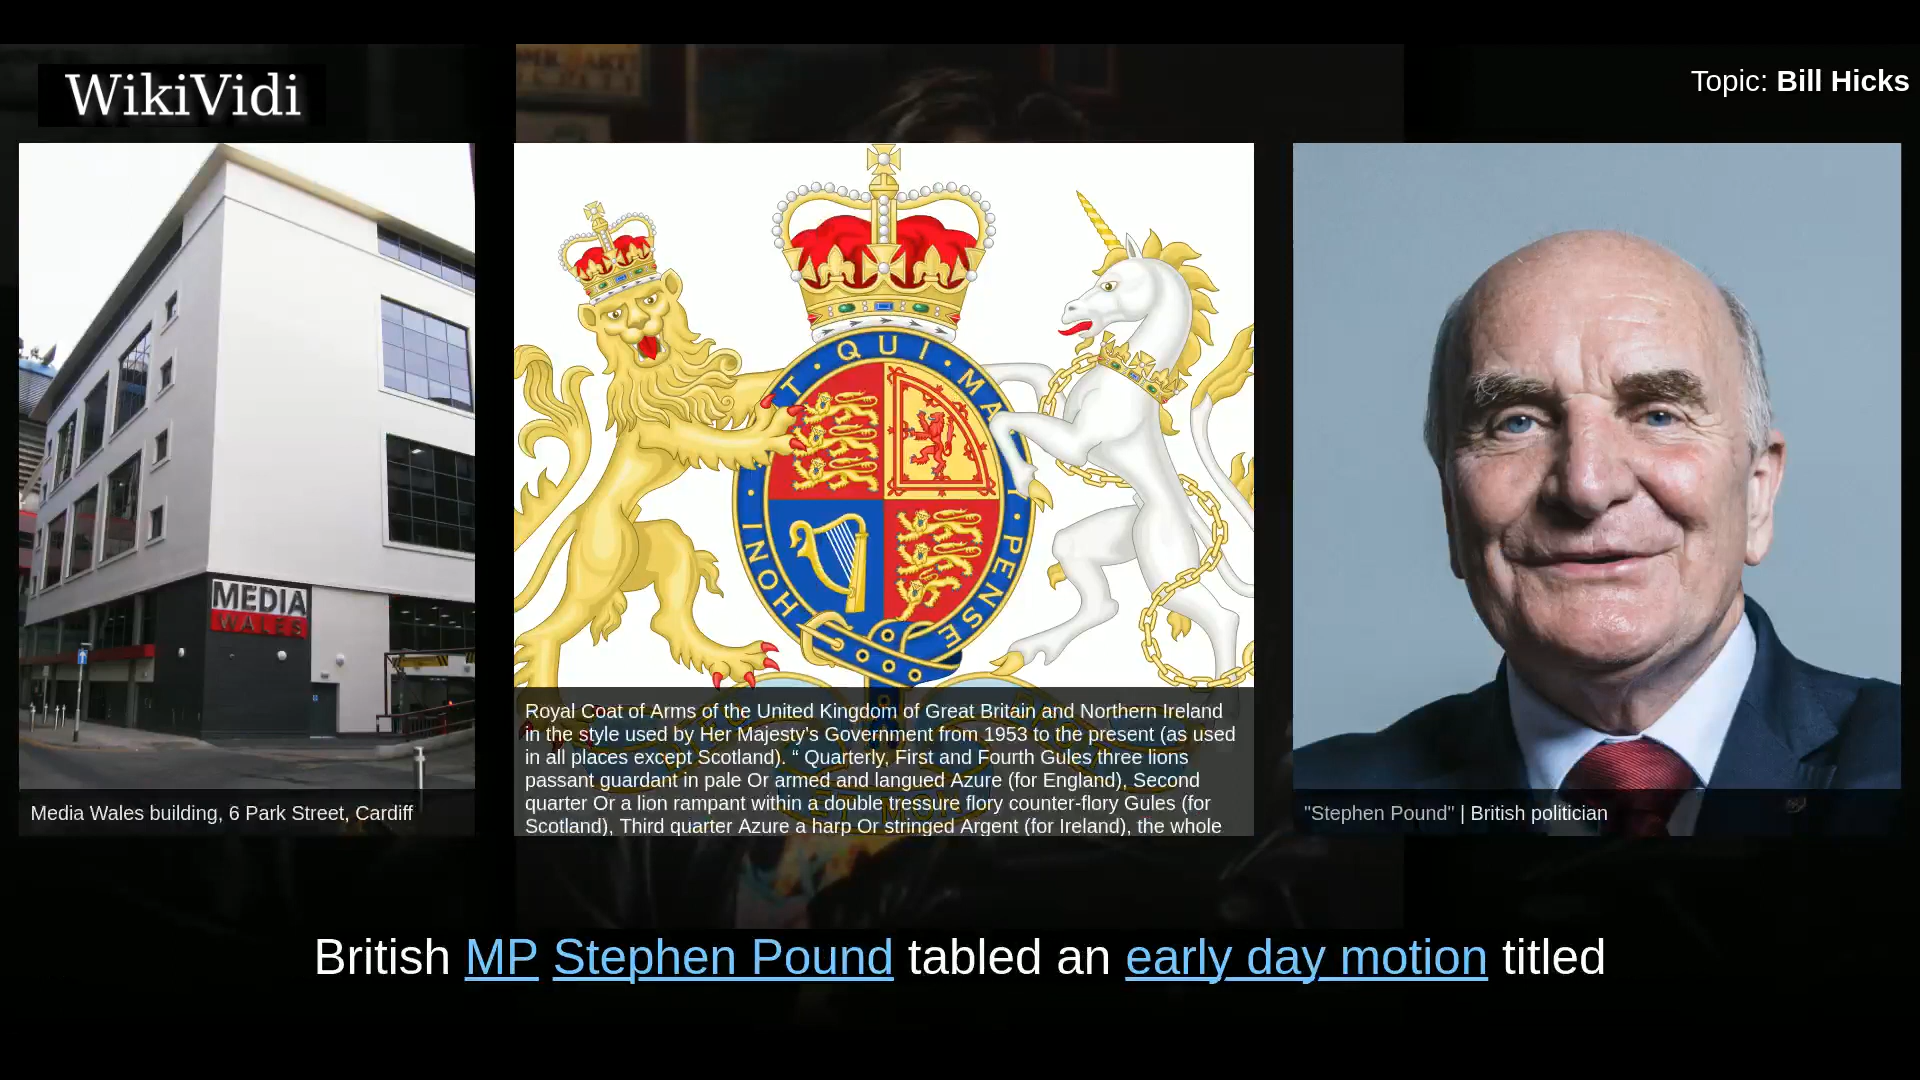 WikiVidi
Topic: Bill Hicks
MEDIA
WALES
T · QUI · MA
Y · PENSE
HONI
Media Wales building, 6 Park Street, Cardiff
Royal Coat of Arms of the United Kingdom of Great Britain and Northern Ireland
in the style used by Her Majesty's Government from 1953 to the present (as used
in all places except Scotland). “ Quarterly, First and Fourth Gules three lions
passant guardant in pale Or armed and langued Azure (for England), Second
quarter Or a lion rampant within a double tressure flory counter-flory Gules (for
Scotland), Third quarter Azure a harp Or stringed Argent (for Ireland), the whole
"Stephen Pound" | British politician
British MP Stephen Pound tabled an early day motion titled